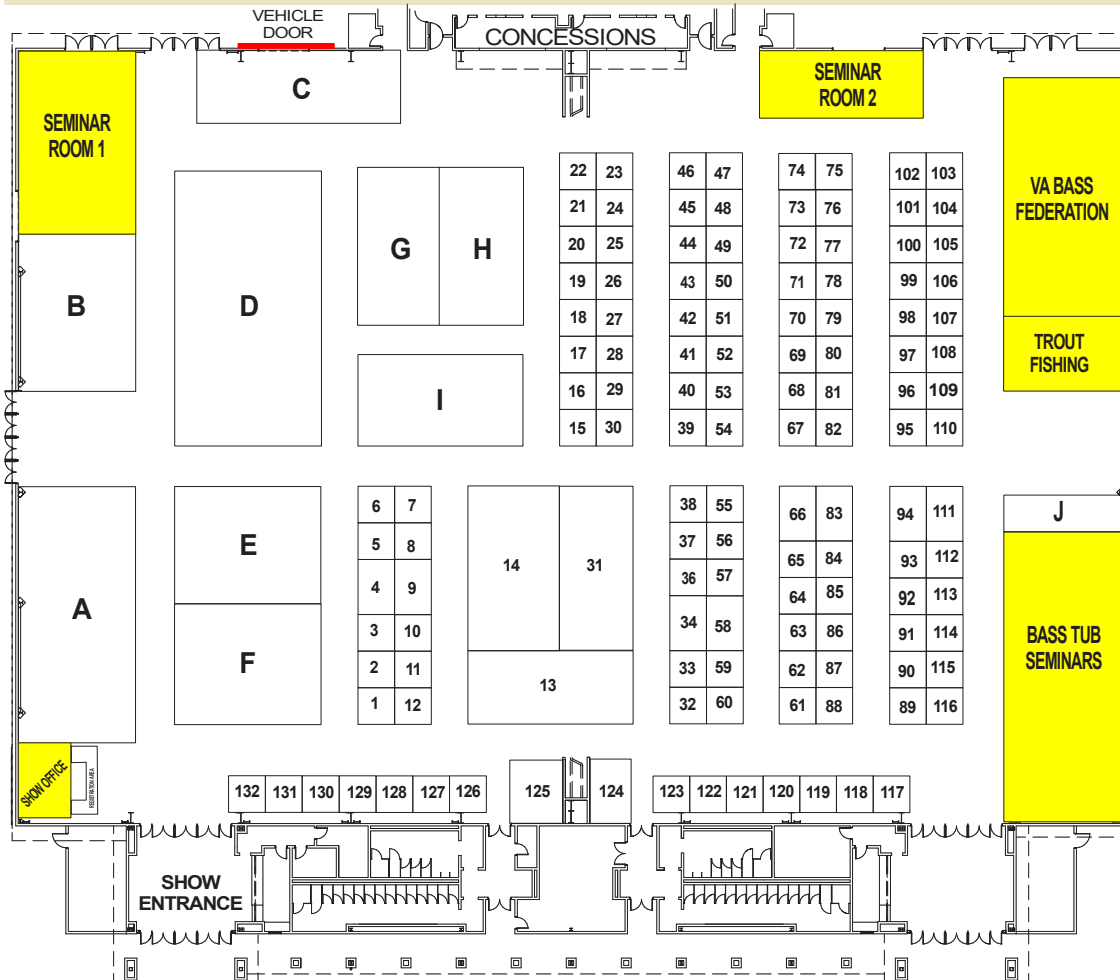 VEHICLE
DOOR
CONCESSIONS
C
SEMINAR
ROOM 1
SEMINAR
ROOM 2
VA BASS
FEDERATION
TROUT
FISHING
B
D
G
H
I
22 23
21 24
20 25
19 26
18 27
17 28
16 29
15 30
46 47
45 48
44 49
43 50
42 51
41 52
40 53
39 54
74 75
73 76
72 77
71 78
70 79
69 80
68 81
67 82
102 103
101 104
100 105
99 106
98 107
97 108
96 109
95 110
A
E
F
6 7
5 8
4 9
3 10
2 11
1 12
14
31
13
38 55
37 56
36 57
34 58
33 59
32 60
66 83
65 84
64 85
63 86
62 87
61 88
94 111
93 112
92 113
91 114
90 115
89 116
J
BASS TUB
SEMINARS
SHOW OFFICE
REGISTRATION AREA
132 131 130 129 128 127 126
125
124
123 122 121 120 119 118 117
SHOW
ENTRANCE